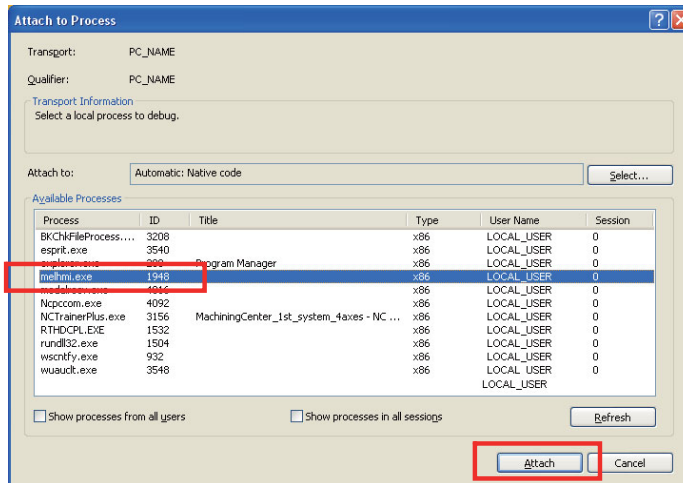 Attach to Process
Transport: PC_NAME
Qualifier: PC_NAME
Transport Information
Select a local process to debug.
Attach to: Automatic: Native code Select...
Available Processes
Process ID Title Type User Name Session
BKChkFileProcess.... 3208 x86 LOCAL_USER 0
esprit.exe 3540 x86 LOCAL_USER 0
explorer.exe Program Manager x86 LOCAL_USER 0
melhmi.exe 1948 x86 LOCAL_USER 0
4016 x86 LOCAL_USER 0
Ncpccom.exe 4092 x86 LOCAL_USER 0
NCTrainerPlus.exe 3156 MachiningCenter_1st_system_4axes - NC ... x86 LOCAL_USER 0
RTHDCPL.EXE 1532 x86 LOCAL_USER 0
rundll32.exe 1504 x86 LOCAL_USER 0
wscntfy.exe 932 x86 LOCAL_USER 0
wuauclt.exe 3548 x86 LOCAL_USER 0
LOCAL_USER
Show processes from all users Show processes in all sessions Refresh
Attach Cancel